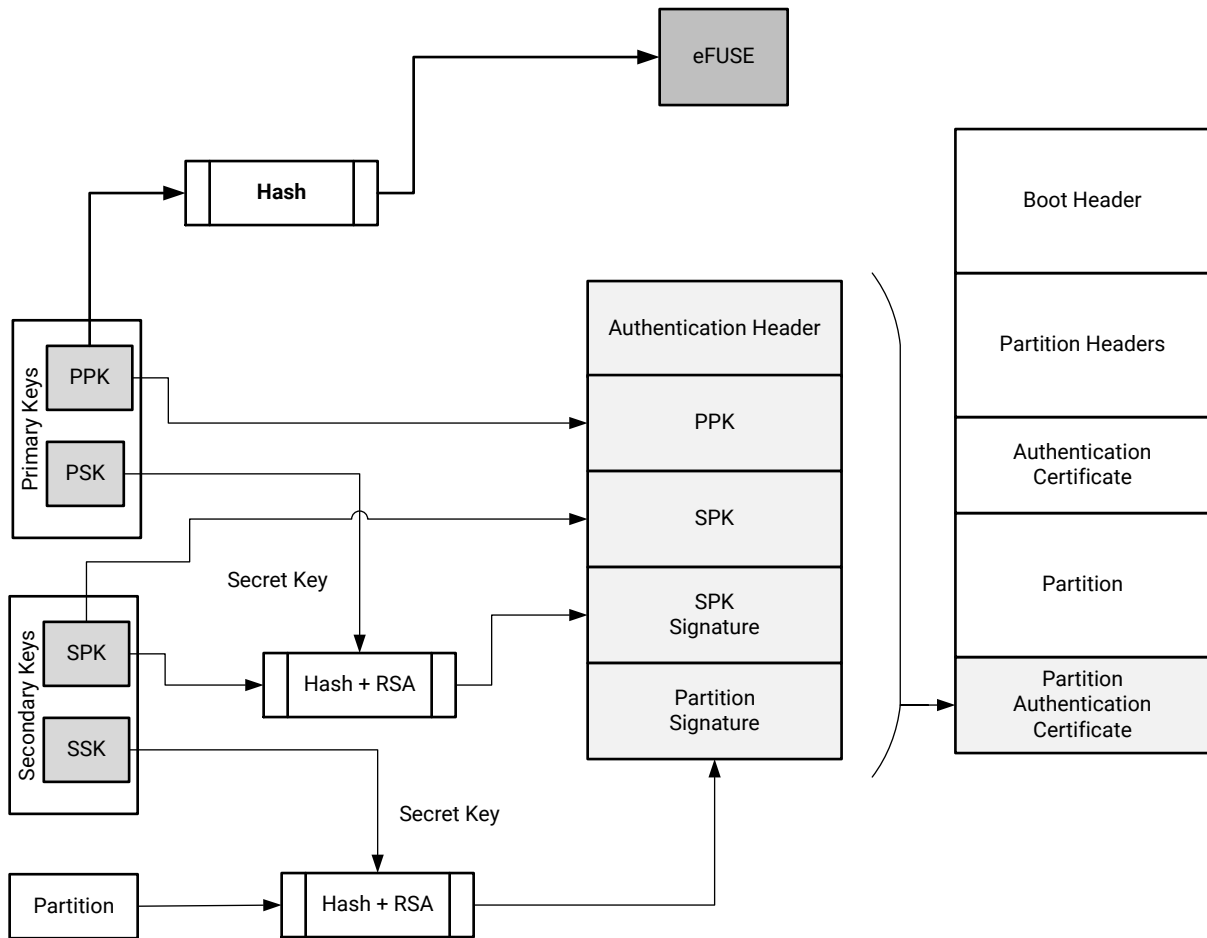 eFUSE
Hash
Boot Header
Partition Headers
Authentication
Certificate
Partition
Partition
Authentication
Certificate
Primary Keys
PPK
PSK
Authentication Header
PPK
SPK
SPK
Signature
Partition
Signature
Secret Key
Secondary Keys
SPK
SSK
Hash + RSA
Secret Key
Partition
Hash + RSA